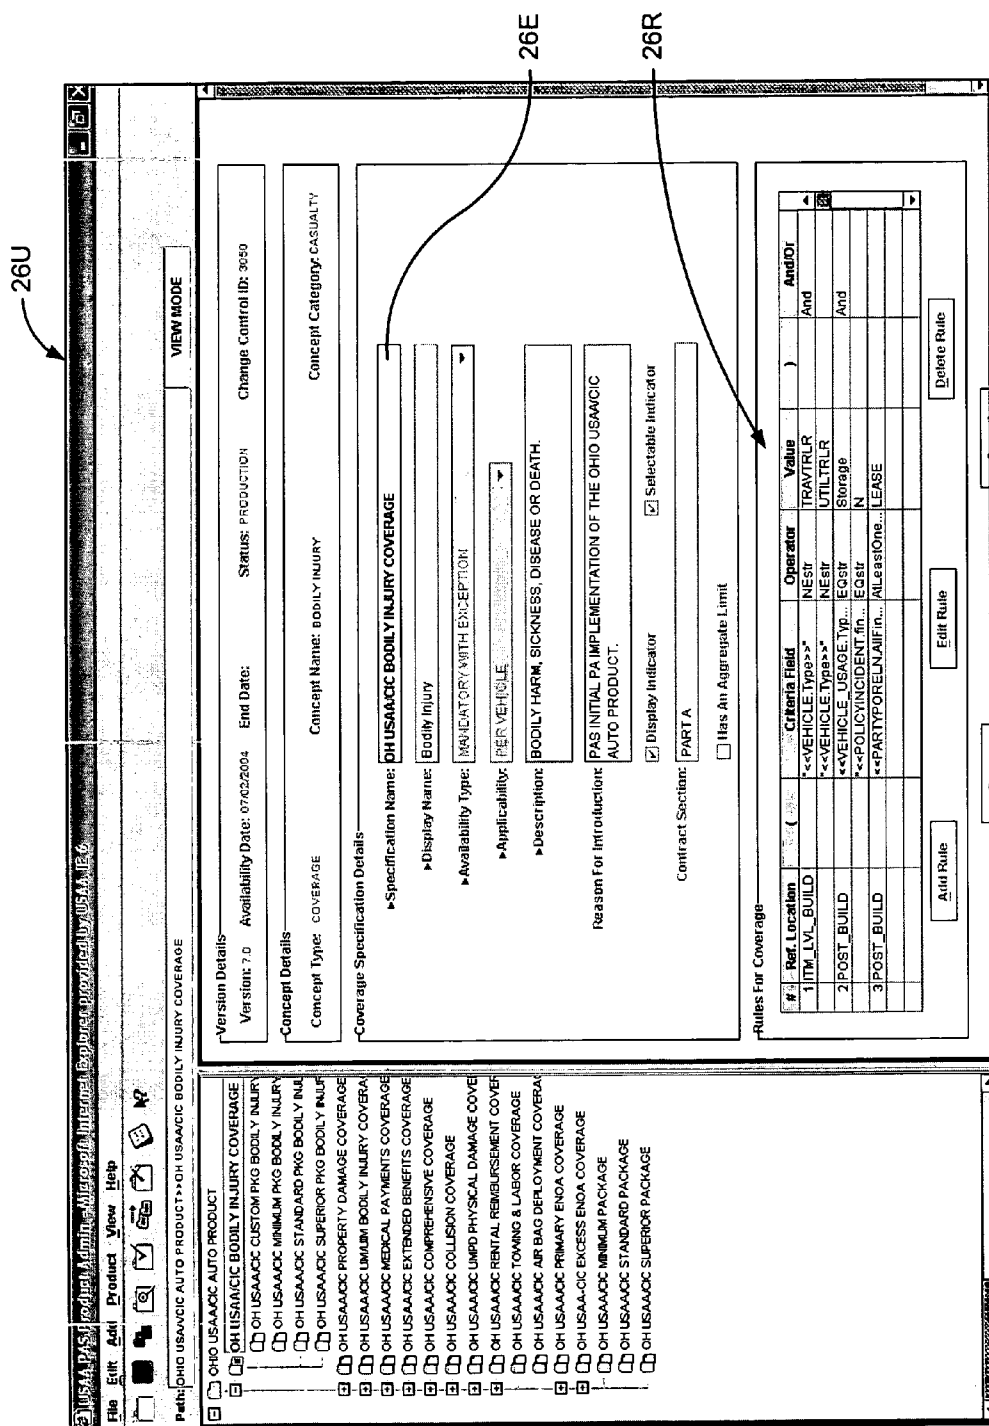 26U
USAA PAS Product Admin - Microsoft Internet Explorer provided by USAA IE 6
File Edit Add Product View Help
Path: OHIO USAA/CIC AUTO PRODUCT>>OH USAA/CIC BODILY INJURY COVERAGE
VIEW MODE
OHIO USAA/CIC AUTO PRODUCT
OH USAA/CIC BODILY INJURY COVERAGE
OH USAA/CIC CUSTOM PKG BODILY INJURY
OH USAA/CIC MINIMUM PKG BODILY INJURY
OH USAA/CIC STANDARD PKG BODILY INJU
OH USAA/CIC SUPERIOR PKG BODILY INJUR
OH USAA/CIC PROPERTY DAMAGE COVERAGE
OH USAA/CIC UM/UIM BODILY INJURY COVERAG
OH USAA/CIC MEDICAL PAYMENTS COVERAGE
OH USAA/CIC EXTENDED BENEFITS COVERAGE
OH USAA/CIC COMPREHENSIVE COVERAGE
OH USAA/CIC COLLISION COVERAGE
OH USAA/CIC UMPD PHYSICAL DAMAGE COVER
OH USAA/CIC RENTAL REIMBURSEMENT COVER
OH USAA/CIC TOWING & LABOR COVERAGE
OH USAA/CIC AIR BAG DEPLOYMENT COVERAG
OH USAA/CIC PRIMARY ENOA COVERAGE
OH USAA-CIC EXCESS ENOA COVERAGE
OH USAA/CIC MINIMUM PACKAGE
OH USAA/CIC STANDARD PACKAGE
OH USAA/CIC SUPERIOR PACKAGE
Version Details
Version: 7.0 Availability Date: 07/02/2004 End Date: Status: PRODUCTION Change Control ID: 3050
Concept Details
Concept Type: COVERAGE Concept Name: BODILY INJURY Concept Category: CASUALTY
Coverage Specification Details
Specification Name: OH USAA/CIC BODILY INJURY COVERAGE
26E
Display Name: Bodily Injury
Availability Type: MANDATORY WITH EXCEPTION
Applicability: PER VEHICLE
Description: BODILY HARM, SICKNESS, DISEASE OR DEATH.
Reason For Introduction: PAS INITIAL PA IMPLEMENTATION OF THE OHIO USAA/CIC
AUTO PRODUCT.
Display Indicator Selectable Indicator
Contract Section: PART A
Has An Aggregate Limit
26R
Rules For Coverage
# Ref. Location ( Criteria Field Operator Value ) And/Or
1 ITM_LVL_BUILD "<<VEHICLE.Type>>" NEstr TRAVTRLR And
"<<VEHICLE.Type>>" NEstr UTILTRLR
2 POST_BUILD <<VEHICLE_USAGE.Typ... EQstr Storage And
"<<POLICYINCIDENT.fin... EQstr N
3 POST_BUILD <<PARTYPORELN.AllFin... AtLeastOne... LEASE
Add Rule Edit Rule Delete Rule